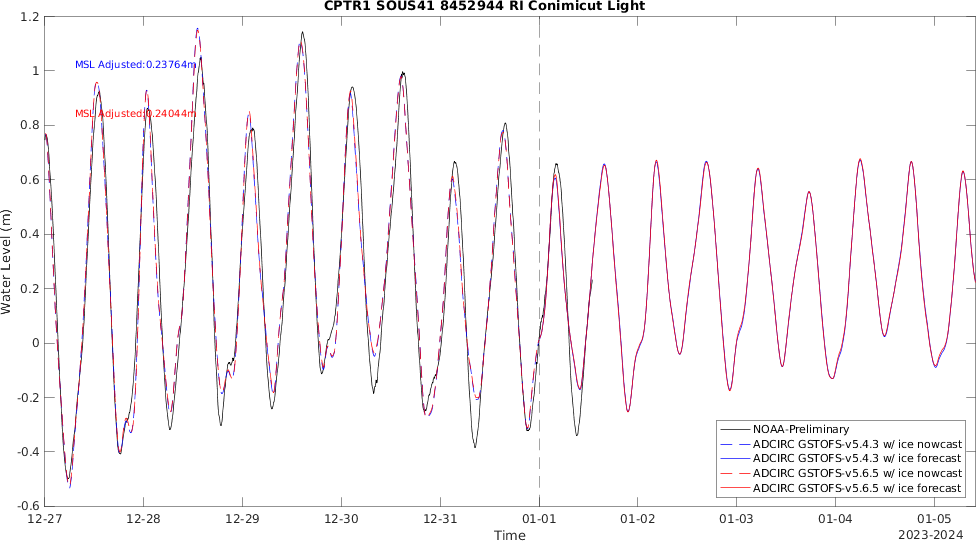 CPTR1 SOUS41 8452944 RI Conimicut Light
Water Level (m)
1.2
1
0.8
0.6
0.4
0.2
0
-0.2
-0.4
-0.6
MSL Adjusted:0.23764m
MSL Adjusted:0.24044m
NOAA-Preliminary
ADCIRC GSTOFS-v5.4.3 w/ ice nowcast
ADCIRC GSTOFS-v5.4.3 w/ ice forecast
ADCIRC GSTOFS-v5.6.5 w/ ice nowcast
ADCIRC GSTOFS-v5.6.5 w/ ice forecast
12-27 12-28 12-29 12-30 12-31 01-01 01-02 01-03 01-04 01-05
Time
2023-2024